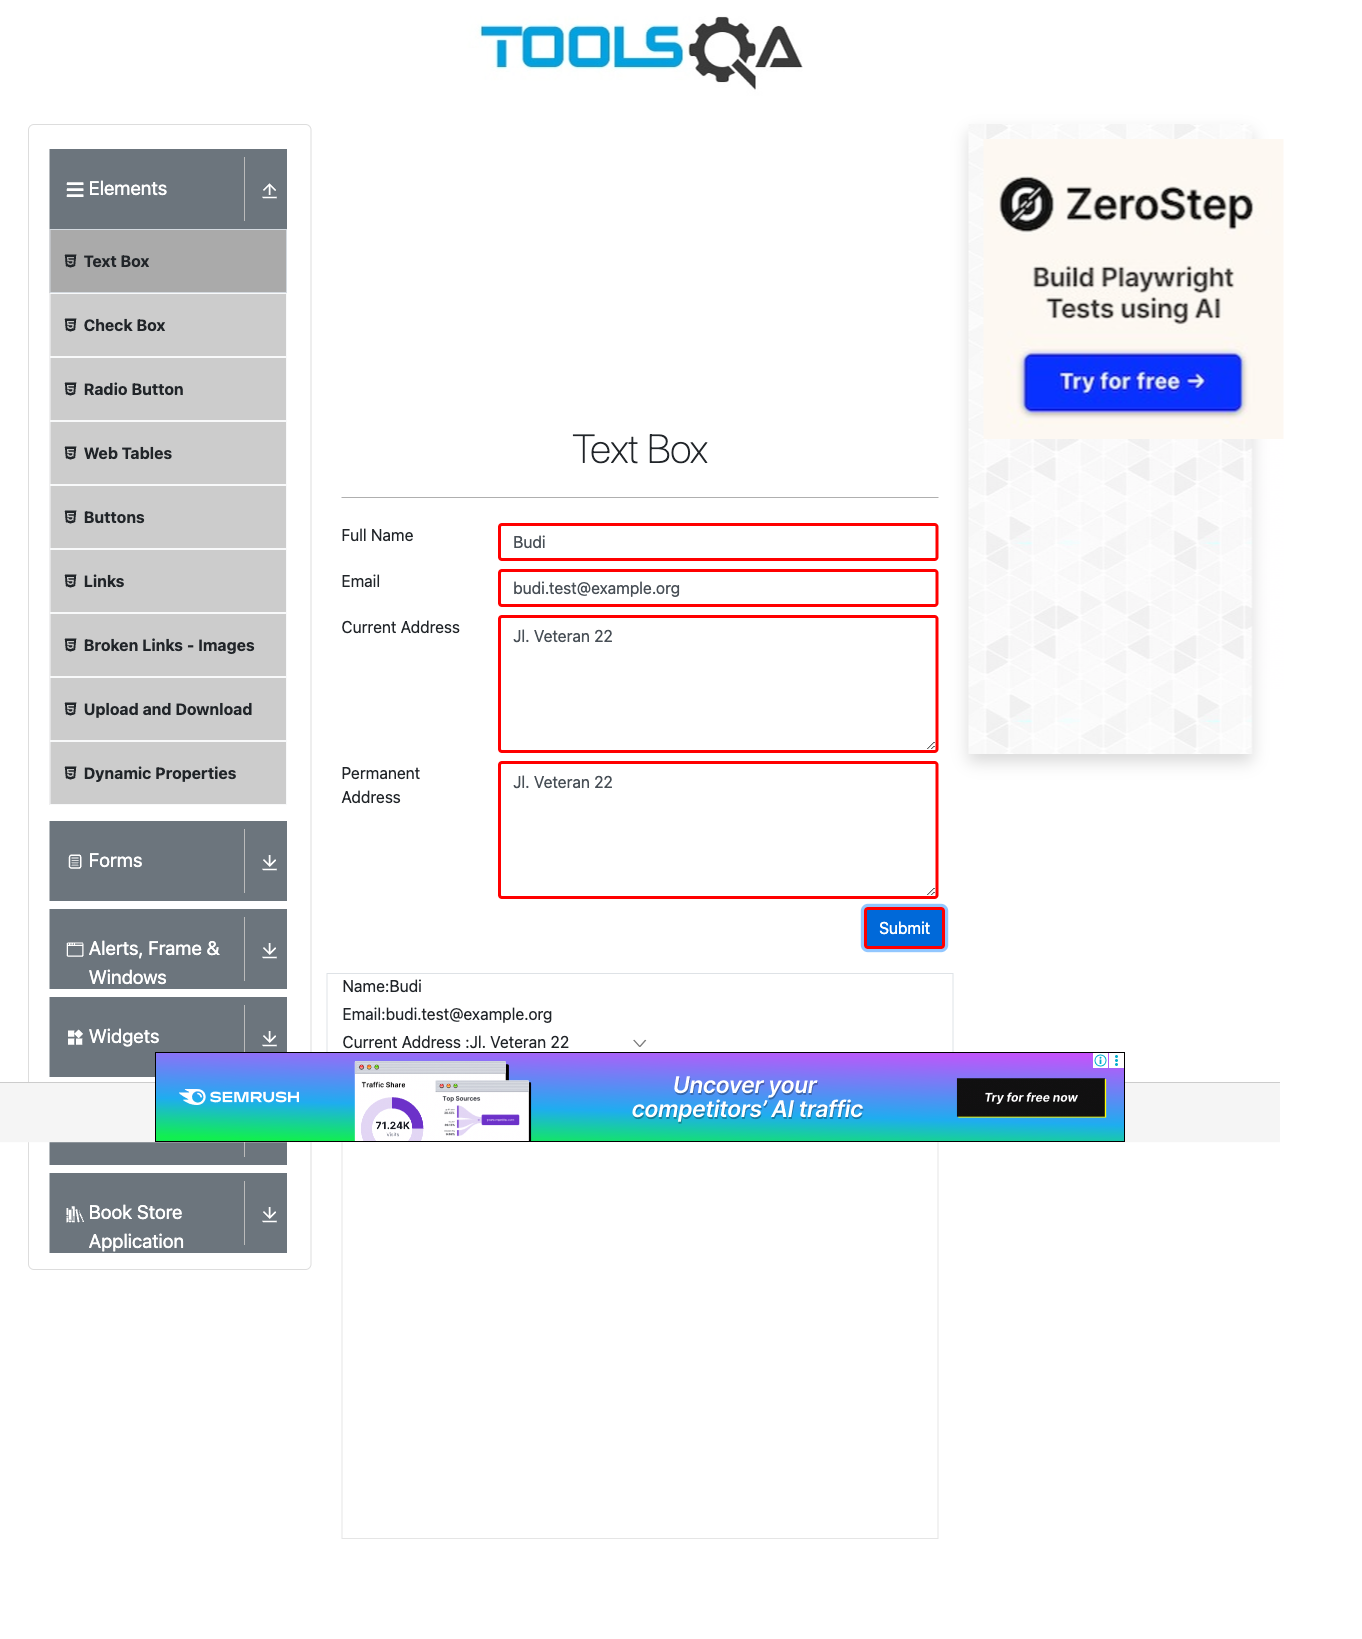 TOOLSQA
Elements
Text Box
Check Box
Radio Button
Web Tables
Buttons
Links
Broken Links - Images
Upload and Download
Dynamic Properties
Forms
Alerts, Frame &
Windows
Widgets
Book Store
Application
Text Box
Full Name
Budi
Email
budi.test@example.org
Current Address
Jl. Veteran 22
Permanent
Address
Jl. Veteran 22
Submit
Name:Budi
Email:budi.test@example.org
Current Address :Jl. Veteran 22
ZeroStep
Build Playwright
Tests using AI
Try for free →
SEMRUSH
Traffic Share
71.24K
Top Sources
Uncover your
competitors' AI traffic
Try for free now